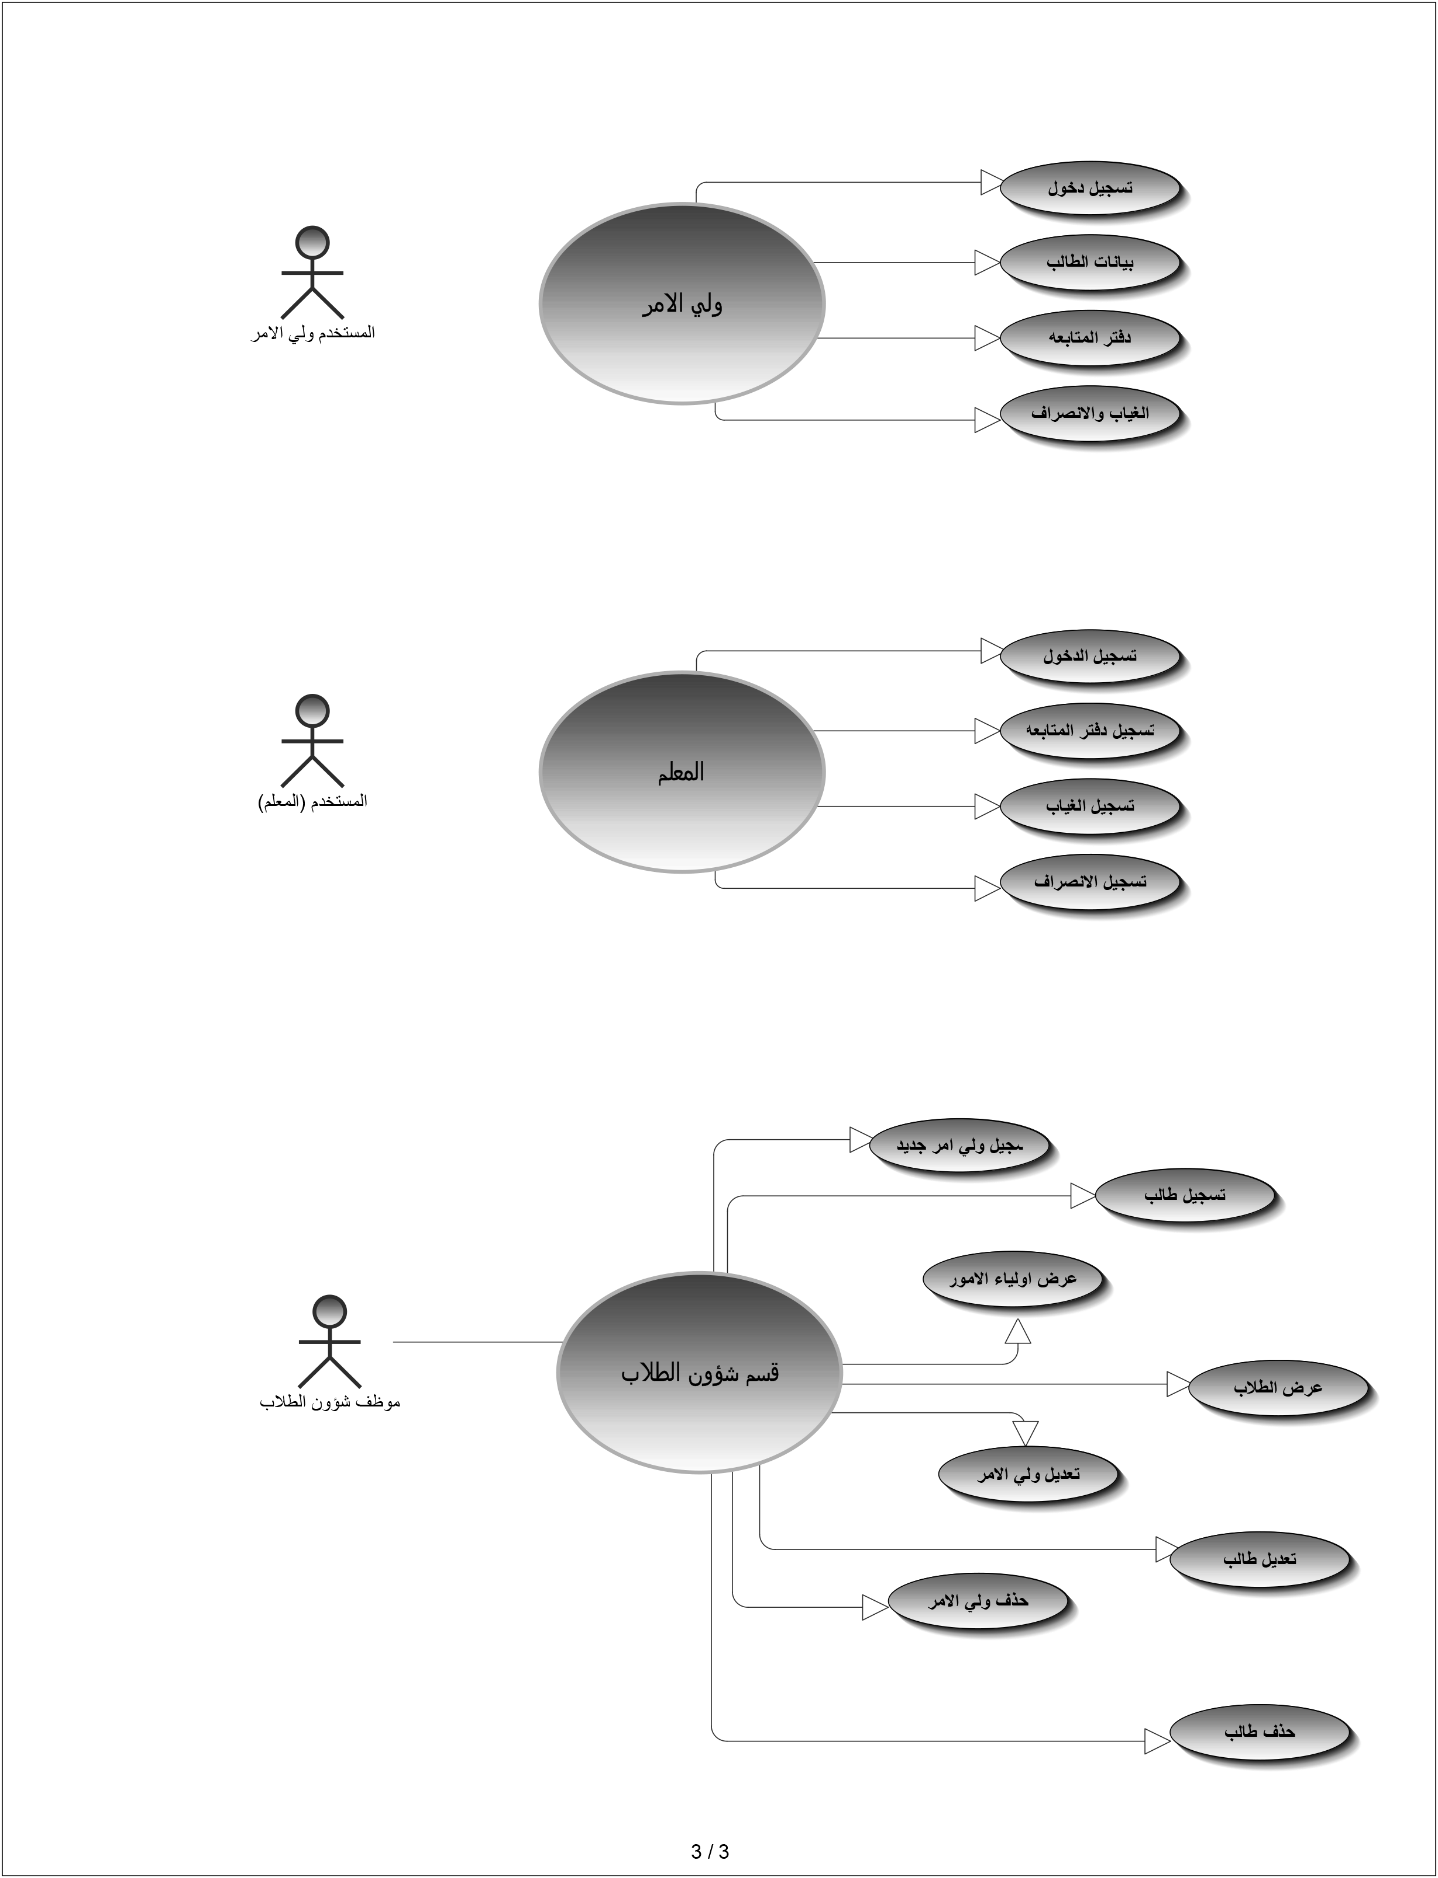 تسجيل دخول
بيانات الطالب
ولي الامر
المستخدم ولي الامر
دفتر المتابعه
الغياب والانصراف
تسجيل الدخول
تسجيل دفتر المتابعه
المعلم
المستخدم (المعلم)
تسجيل الغياب
تسجيل الانصراف
سجيل ولي امر جديد
تسجيل طالب
عرض اولياء الامور
قسم شؤون الطلاب
عرض الطلاب
موظف شؤون الطلاب
تعديل ولي الامر
تعديل طالب
حذف ولي الامر
حذف طالب
3 / 3